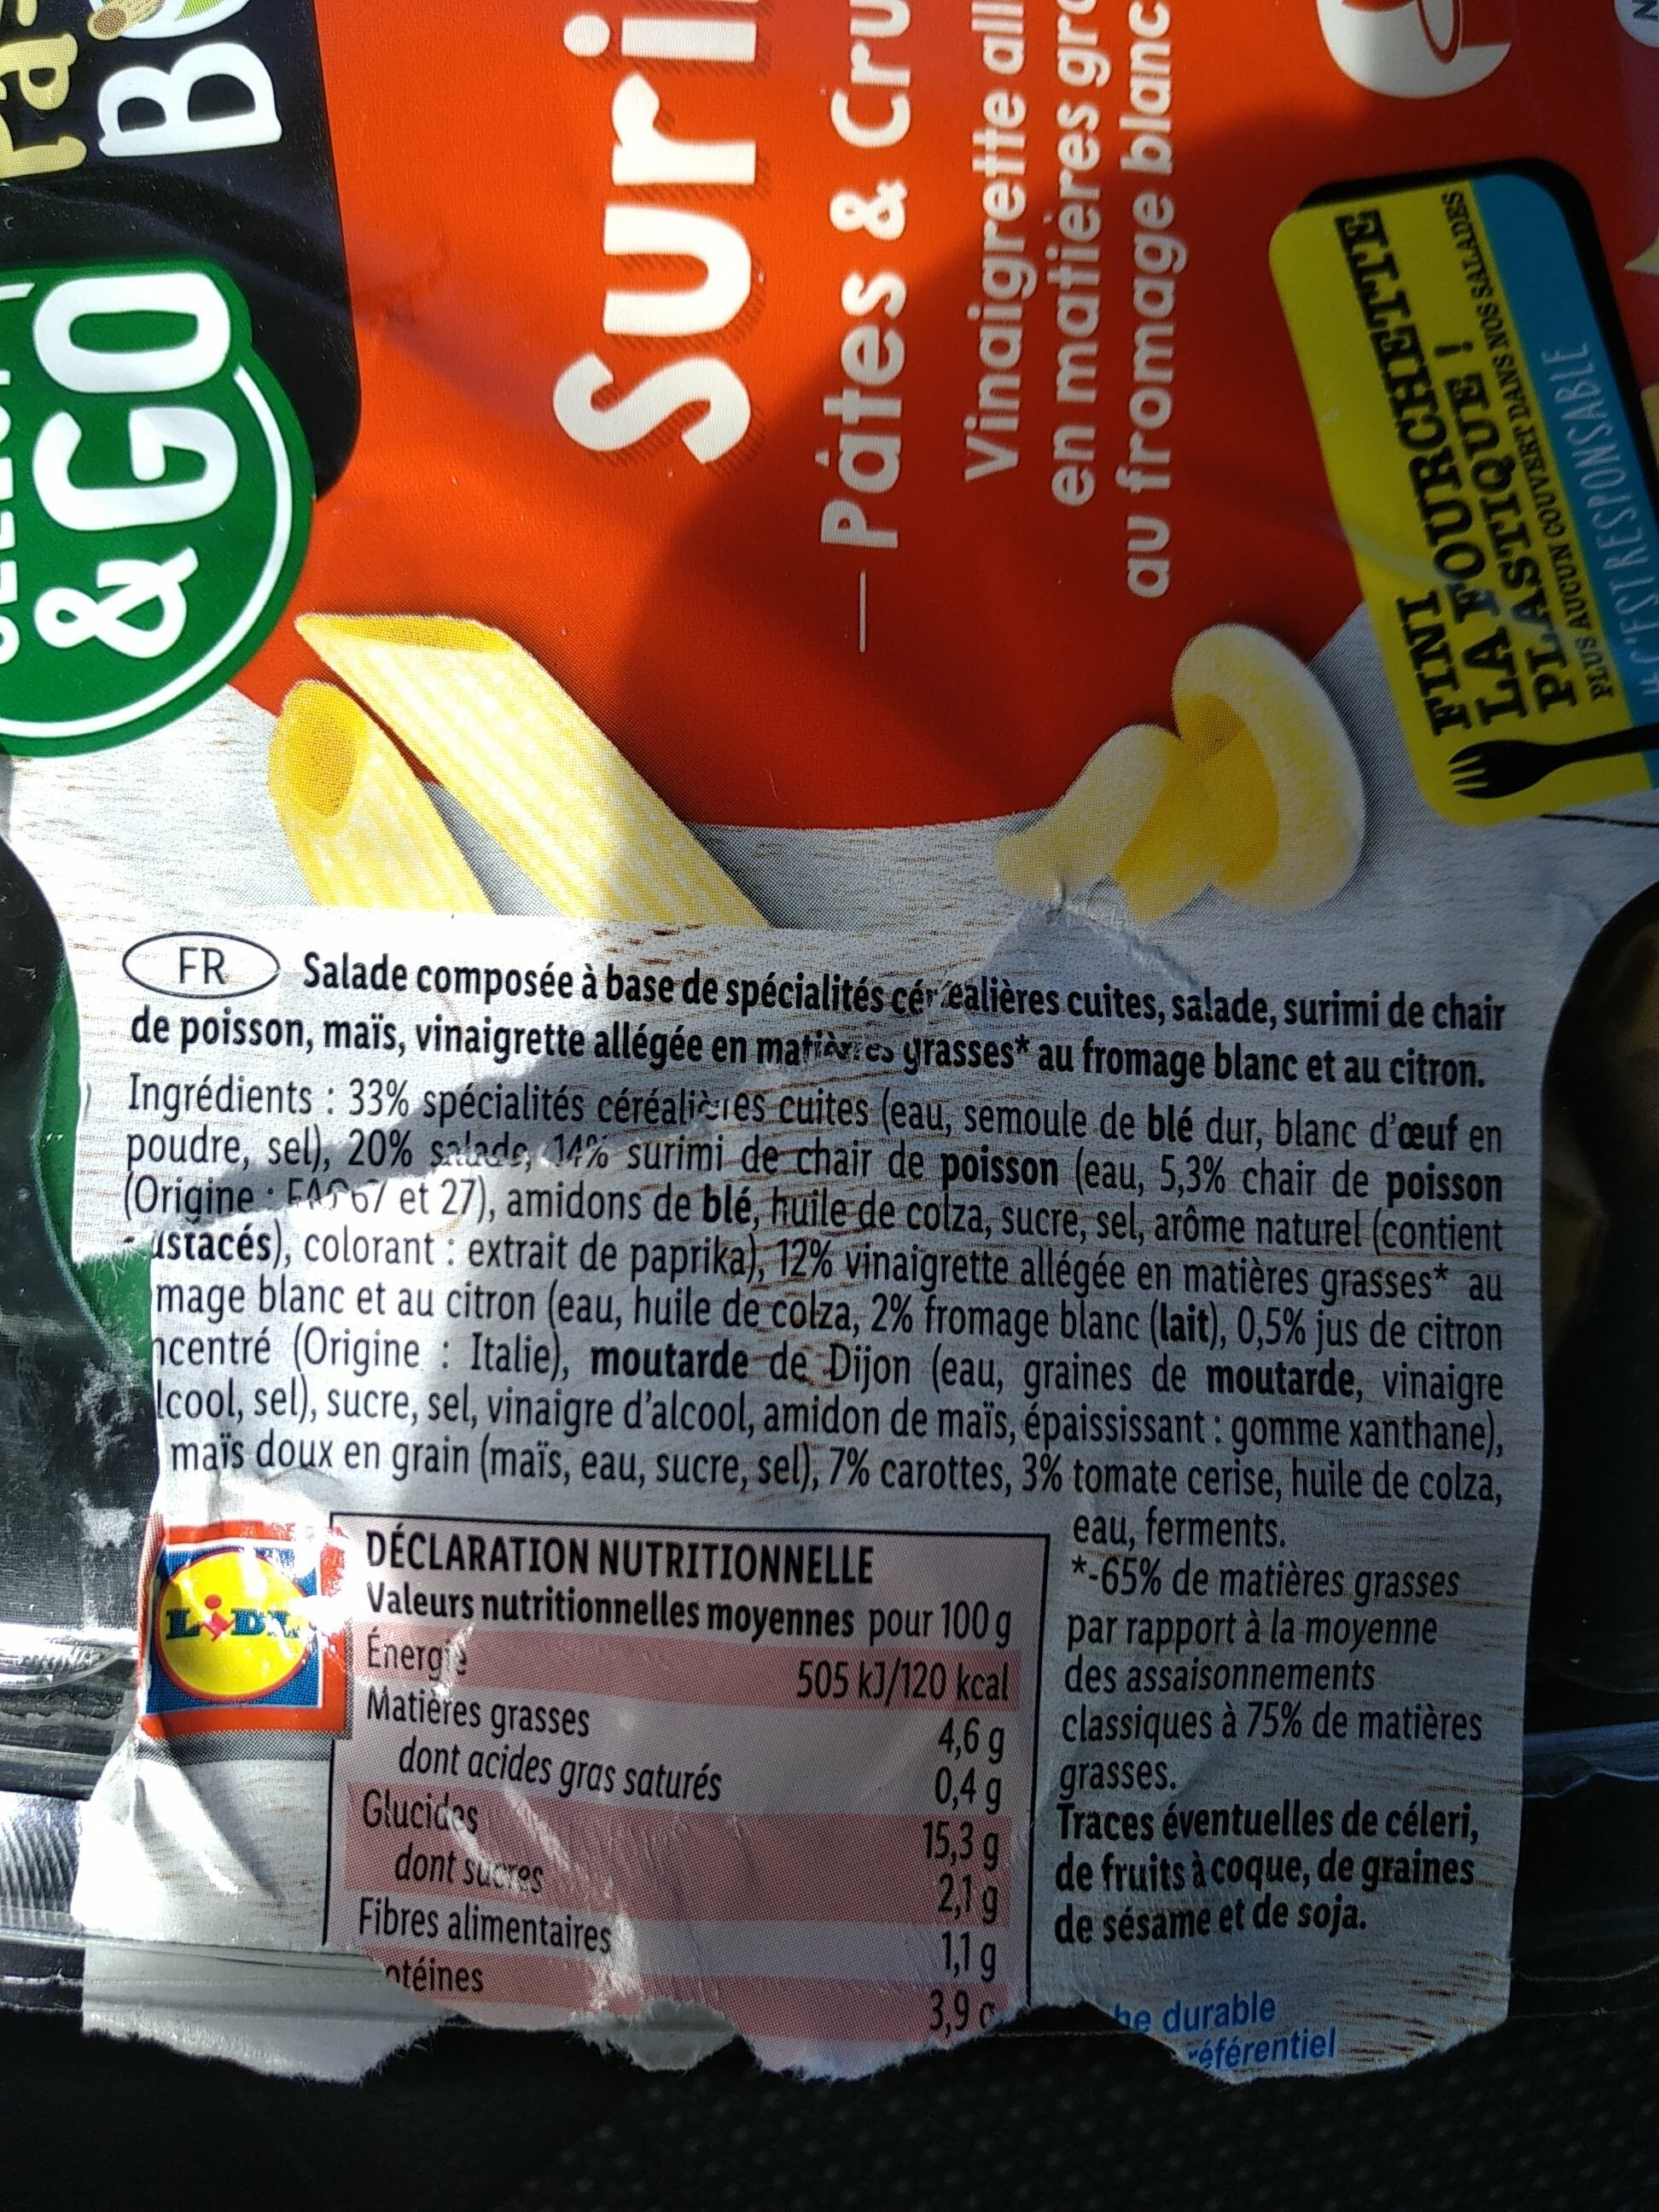 & GO
Suri
— Pâtes & Cru
Vinaigrette all
en matières gr
au fromage blanc
FINI
LA FOURCHETTE
PLASTIQUE !
PLUS AUCUN COUVERT DANS NOS SALADES
#C'ESTRESPONSABLE
FR Salade composée à base de spécialités céréalières cuites, salade, surimi de chair
de poisson, maïs, vinaigrette allégée en matières grasses* au fromage blanc et au citron.
Ingrédients : 33% spécialités céréalières cuites (eau, semoule de blé dur, blanc d'œuf en
poudre, sel), 20% salade, 14% surimi de chair de poisson (eau, 5,3% chair de poisson
(Origine : FAO 67 et 27), amidons de blé, huile de colza, sucre, sel, arôme naturel (contient
ustacés), colorant : extrait de paprika), 12% vinaigrette allégée en matières grasses* au
mage blanc et au citron (eau, huile de colza, 2% fromage blanc (lait), 0,5% jus de citron
ncentré (Origine : Italie), moutarde de Dijon (eau, graines de moutarde, vinaigre
lcool, sel), sucre, sel, vinaigre d'alcool, amidon de maïs, épaississant : gomme xanthane),
maïs doux en grain (maïs, eau, sucre, sel), 7% carottes, 3% tomate cerise, huile de colza,
eau, ferments.
*-65% de matières grasses
par rapport à la moyenne
des assaisonnements
classiques à 75% de matières
grasses.
Traces éventuelles de céleri,
de fruits à coque, de graines
de sésame et de soja.
LIDL
DÉCLARATION NUTRITIONNELLE
Valeurs nutritionnelles moyennes pour 100 g
Énergie 505 kJ/120 kcal
Matières grasses 4,6 g
dont acides gras saturés 0,4 g
Glucides 15,3 g
dont sucres 2,1 g
Fibres alimentaires 1,1 g
otéines 3,9 g
he durable
référentiel